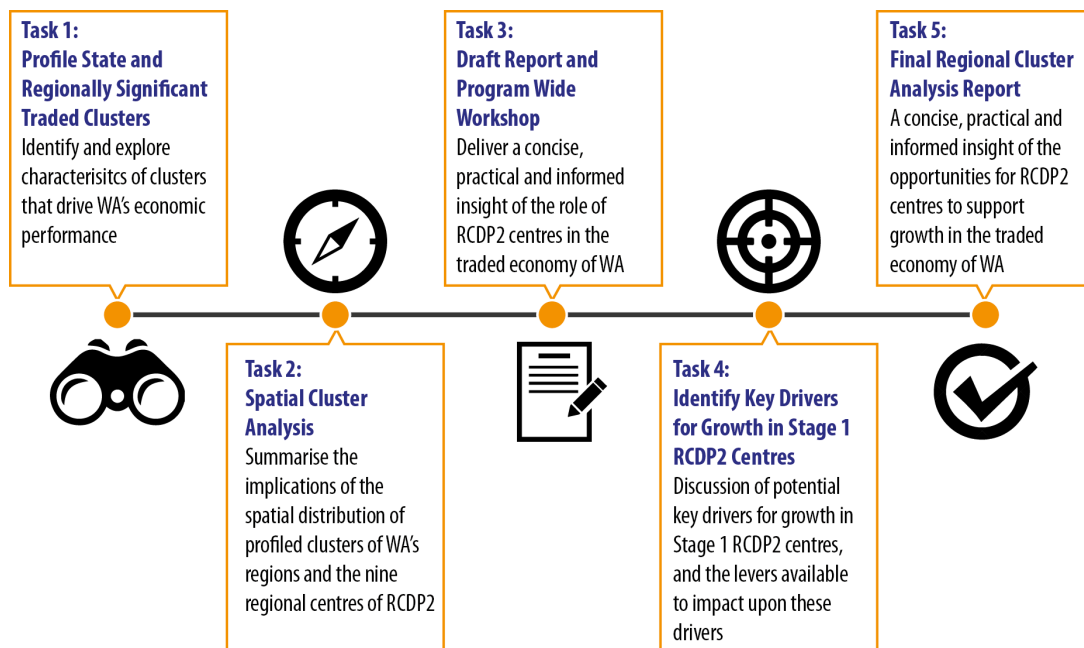 Task 1:
Profile State and
Regionally Significant
Traded Clusters
Identify and explore
characterisitcs of clusters
that drive WA's economic
performance
Task 2:
Spatial Cluster
Analysis
Summarise the
implications of the
spatial distribution of
profiled clusters of WA's
regions and the nine
regional centres of RCDP2
Task 3:
Draft Report and
Program Wide
Workshop
Deliver a concise,
practical and informed
insight of the role of
RCDP2 centres in the
traded economy of WA
Task 4:
Identify Key Drivers
for Growth in Stage 1
RCDP2 Centres
Discussion of potential
key drivers for growth in
Stage 1 RCDP2 centres,
and the levers available
to impact upon these
drivers
Task 5:
Final Regional Cluster
Analysis Report
A concise, practical and
informed insight of the
opportunities for RCDP2
centres to support
growth in the traded
economy of WA